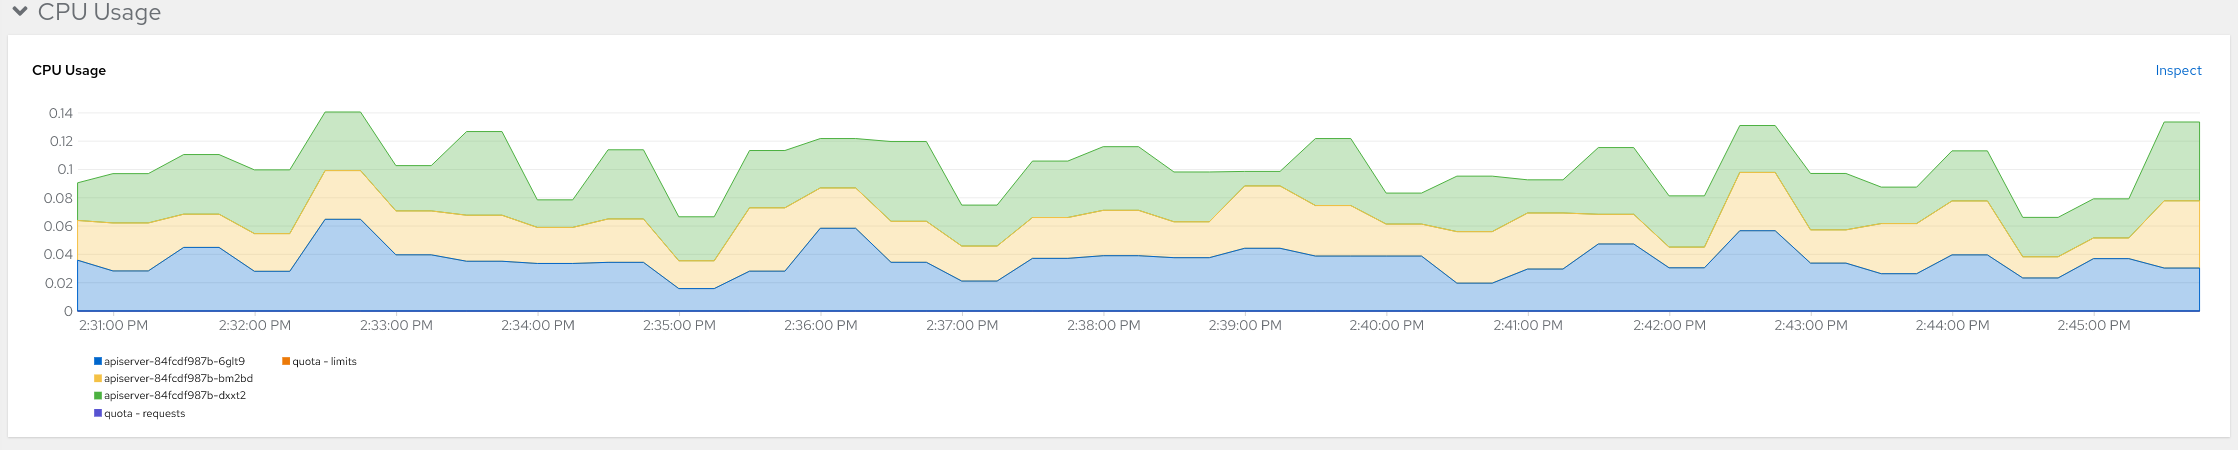 CPU Usage
CPU Usage
Inspect
0.14
0.12
0.1
0.08
0.06
0.04
0.02
0
2:31:00 PM 2:32:00 PM 2:33:00 PM 2:34:00 PM 2:35:00 PM 2:36:00 PM 2:37:00 PM 2:38:00 PM 2:39:00 PM 2:40:00 PM 2:41:00 PM 2:42:00 PM 2:43:00 PM 2:44:00 PM 2:45:00 PM
apiserver-84fcdf987b-6glt9 quota - limits
apiserver-84fcdf987b-bm2bd
apiserver-84fcdf987b-dxxt2
quota - requests